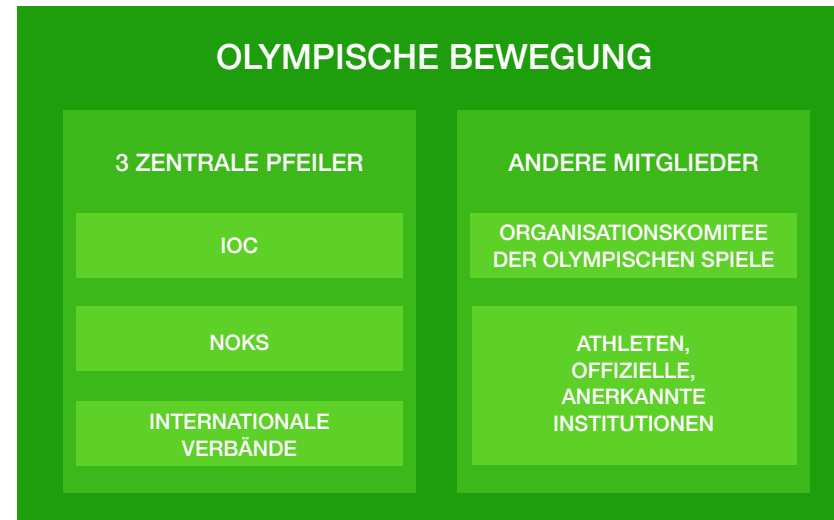 OLYMPISCHE BEWEGUNG
3 ZENTRALE PFEILER
IOC
NOKS
INTERNATIONALE
VERBÄNDE
ANDERE MITGLIEDER
ORGANISATIONSKOMITEE
DER OLYMPISCHEN SPIELE
ATHLETEN,
OFFIZIELLE,
ANERKANNTE
INSTITUTIONEN